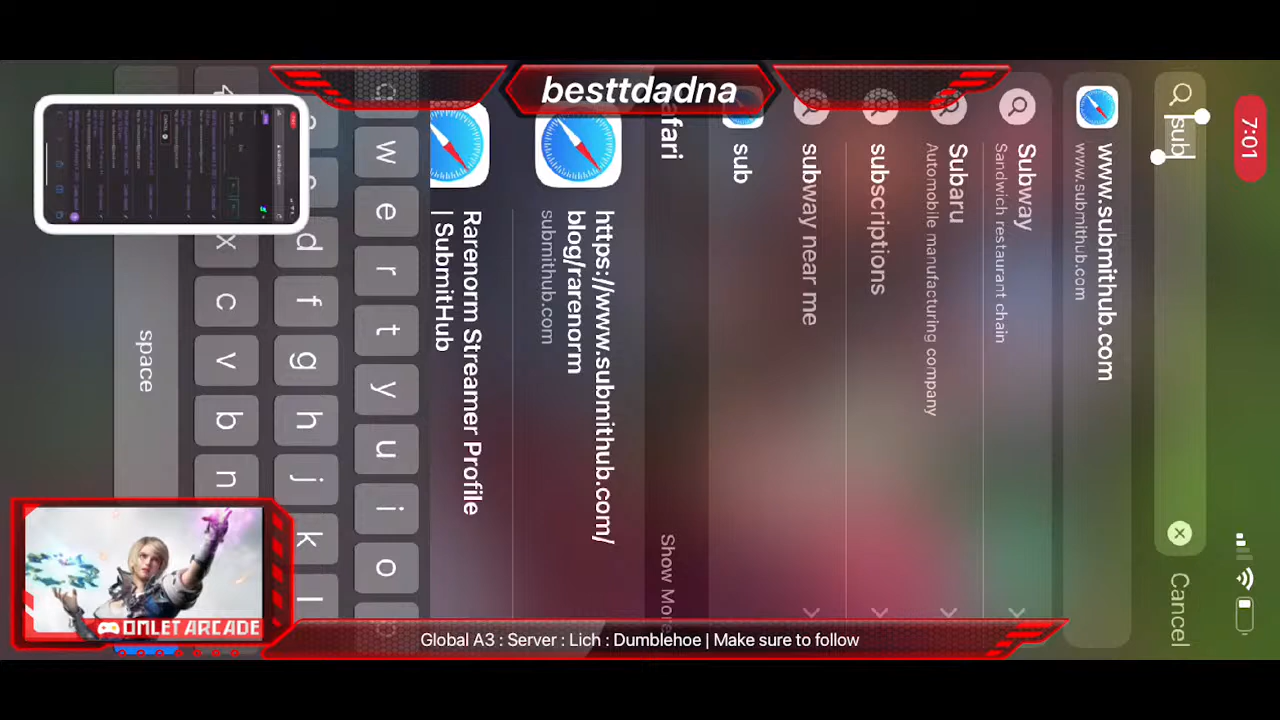 besttdadna
7:01
sub
Cancel
www.submithub.com
www.submithub.com
Subway
Sandwich restaurant chain
Subaru
Automobile manufacturing company
subscriptions
subway near me
sub
afari
Show More
https://www.submithub.com/
blog/rarenorm
submithub.com
Rarenorm Streamer Profile
| SubmitHub
w e r t y u i o
d f g h j k l
x c v b n
space
OMLET ARCADE
Global A3 : Server : Lich : Dumblehoe | Make sure to follow